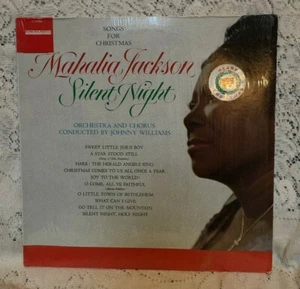 SONGS
FOR
CHRISTMAS
Mahalia Jackson
Silent Night
ORCHESTRA AND CHORUS
CONDUCTED BY JOHNNY WILLIAMS
SWEET LITTLE JESUS BOY
A STAR STOOD STILL
HARK! THE HERALD ANGELS SING
CHRISTMAS COMES TO US ALL ONCE A YEAR
JOY TO THE WORLD!
O COME, ALL YE FAITHFUL
O LITTLE TOWN OF BETHLEHEM
WHAT CAN I GIVE
GO TELL IT ON THE MOUNTAIN
SILENT NIGHT, HOLY NIGHT